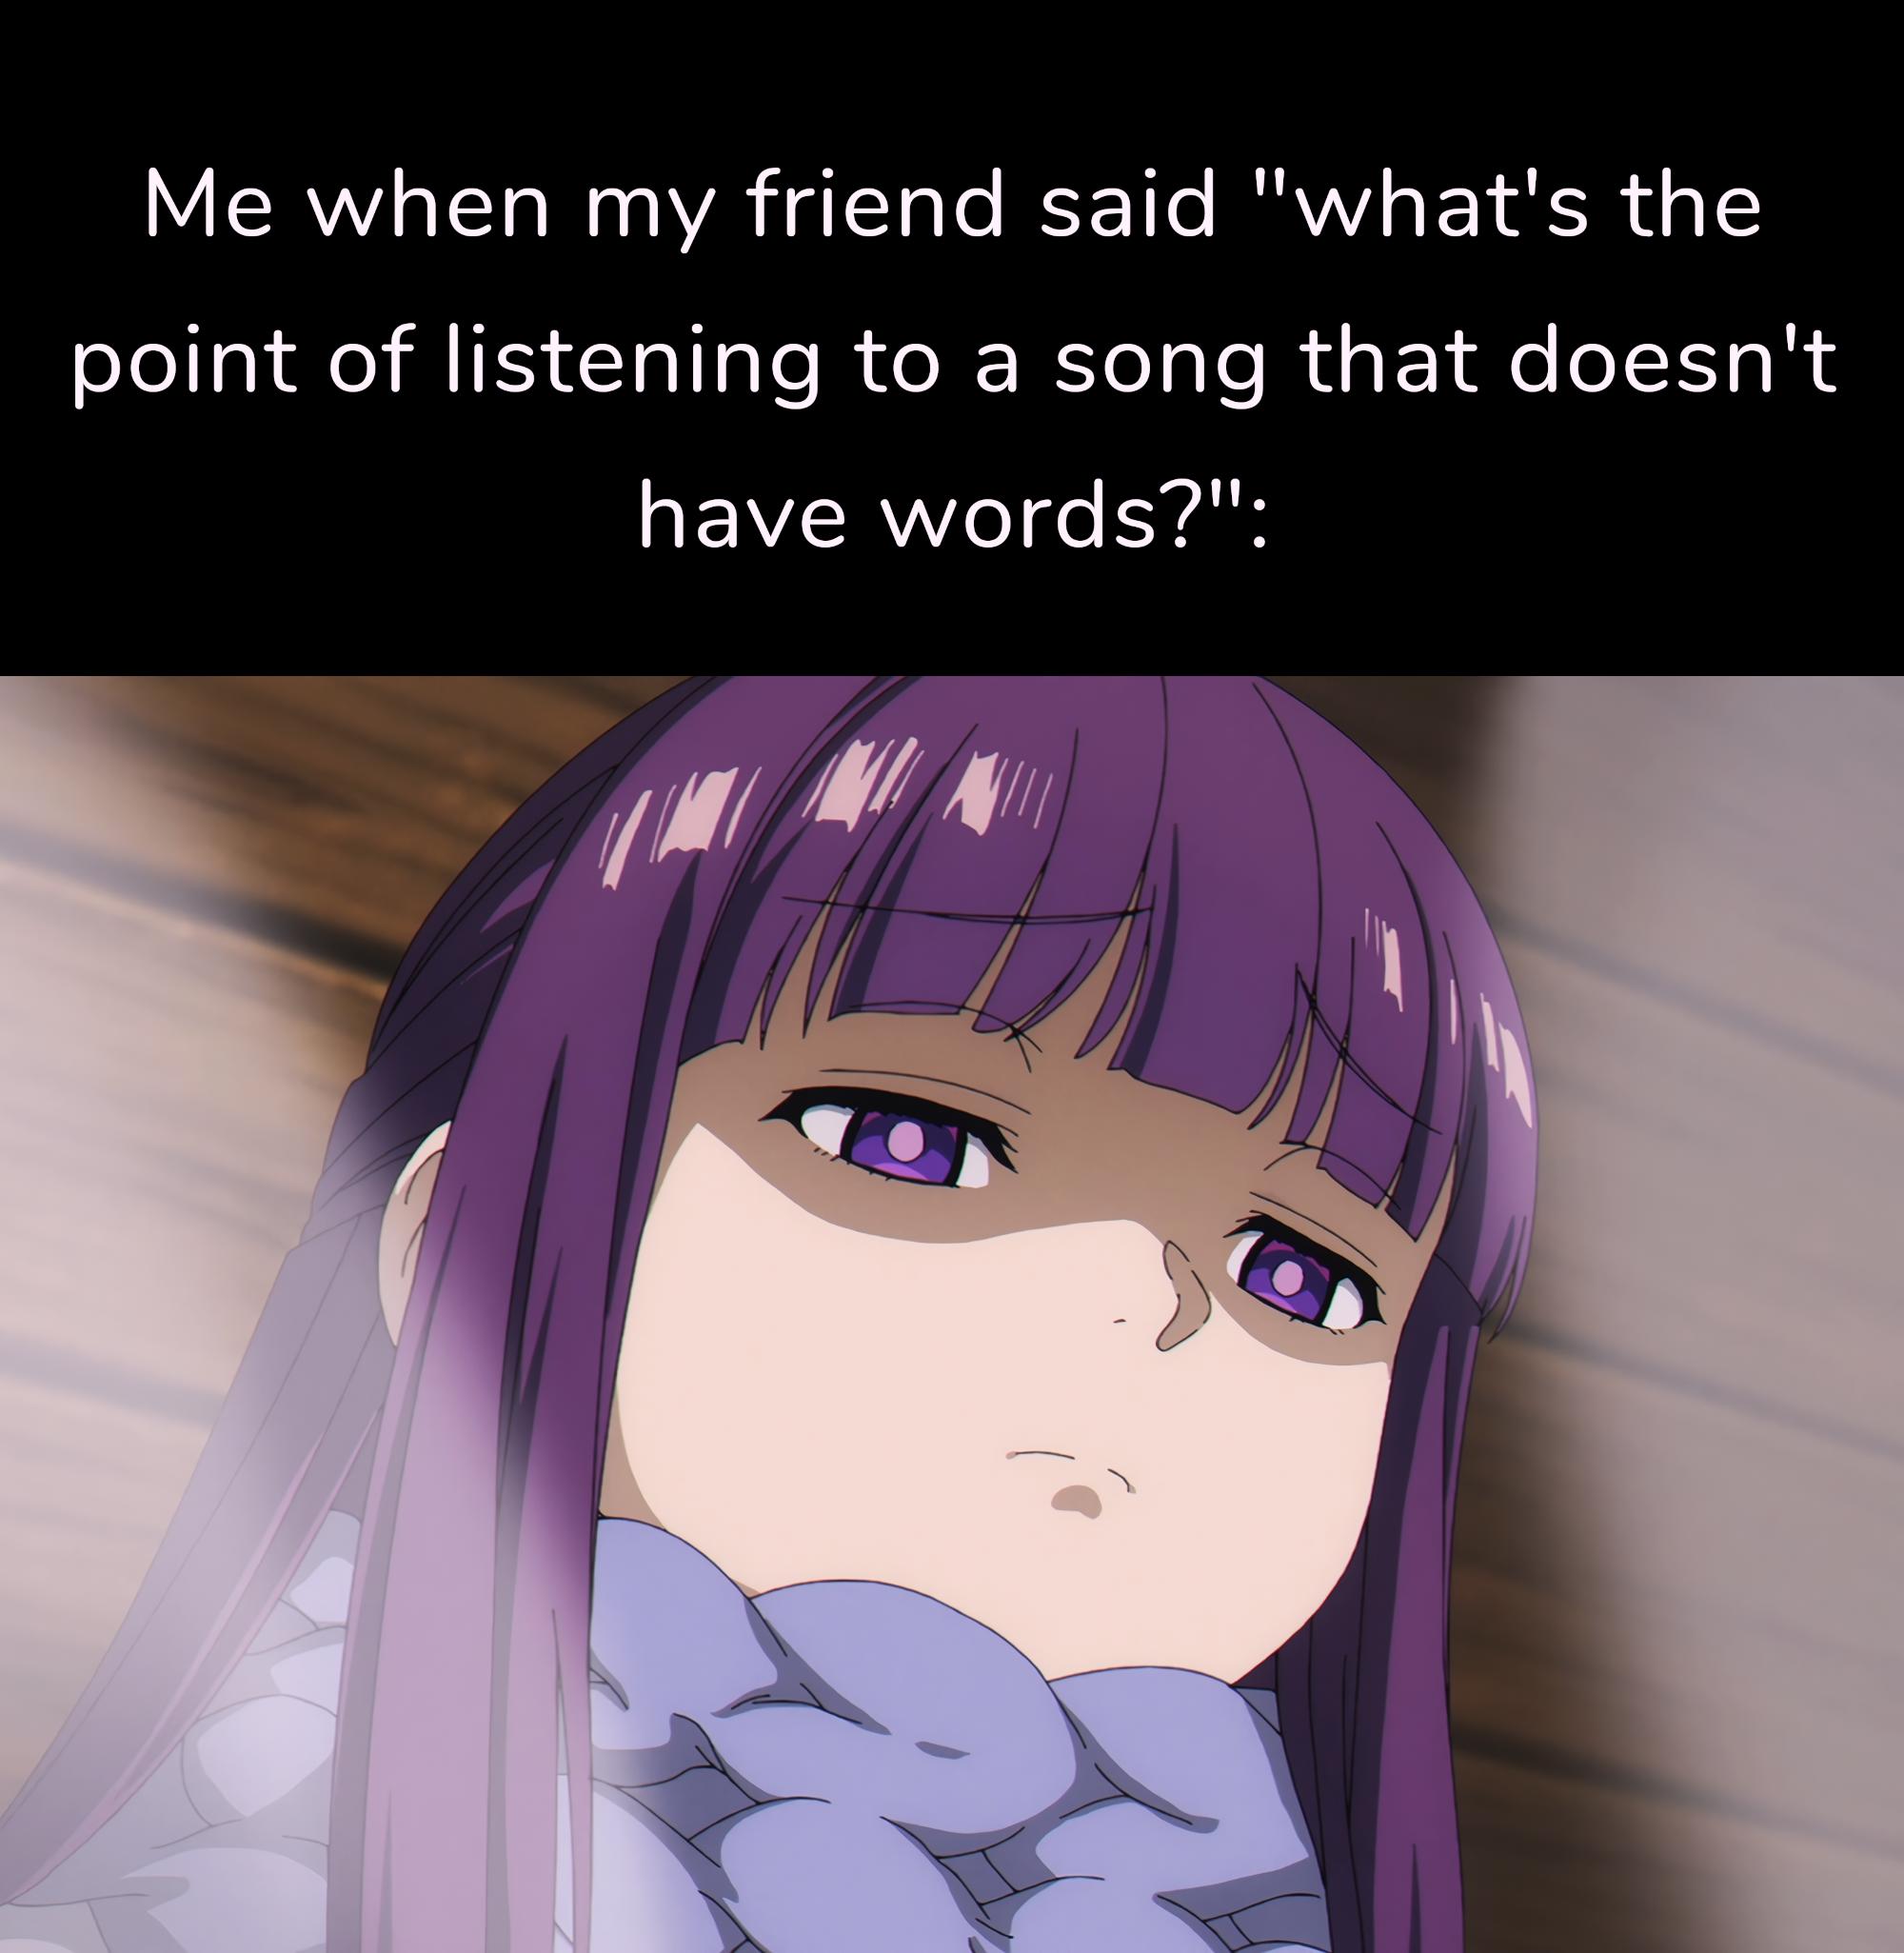 Me when my friend said "what's the
point of listening to a song that doesn't
have words?":